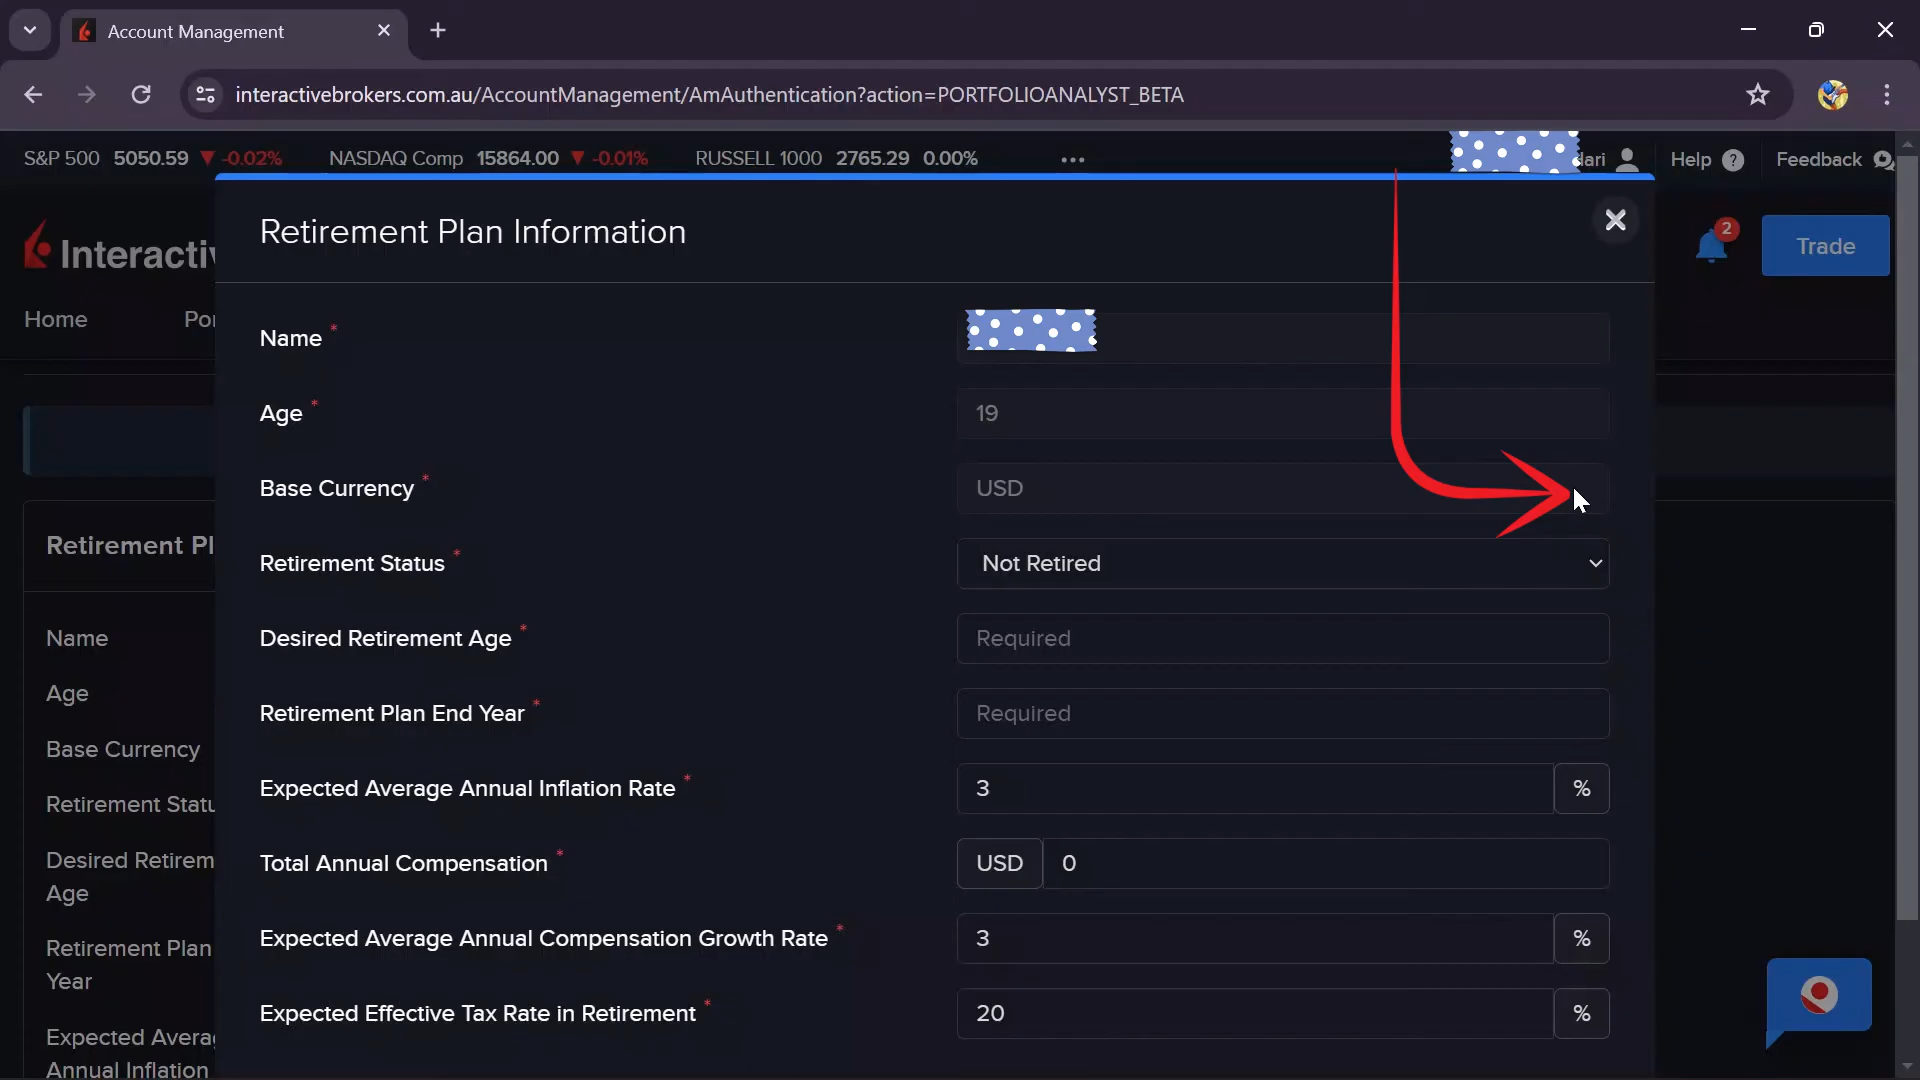 Account Management
interactivebrokers.com.au/AccountManagement/AmAuthentication?action=PORTFOLIOANALYST_BETA
S&P 500 5050.59 ▼ -0.02% NASDAQ Comp 15864.00 ▼ -0.01% RUSSELL 1000 2765.29 0.00% ••• lari Help ? Feedback
Retirement Plan Information
Interactiv
2
Trade
Home
Por
Name *
Age * 19
Base Currency * USD
Retirement Status * Not Retired
Desired Retirement Age * Required
Retirement Plan End Year * Required
Expected Average Annual Inflation Rate * 3 %
Total Annual Compensation * USD 0
Expected Average Annual Compensation Growth Rate * 3 %
Expected Effective Tax Rate in Retirement * 20 %
Retirement Pl
Name
Age
Base Currency
Retirement Statu
Desired Retirem
Age
Retirement Plan
Year
Expected Avera
Annual Inflation